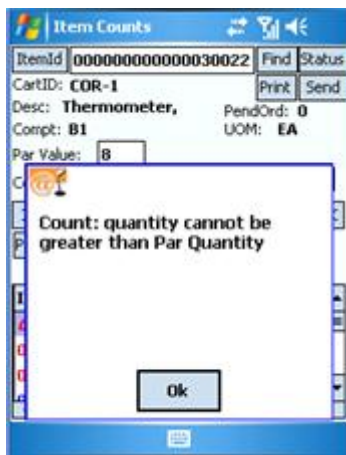 Item Counts
ItemId 000000000000030022 Find Status
CartID: COR-1 Print Send
Desc: Thermometer, PendOrd: 0
Compt: B1 UOM: EA
Par Value: 8
Count: quantity cannot be
greater than Par Quantity
Ok